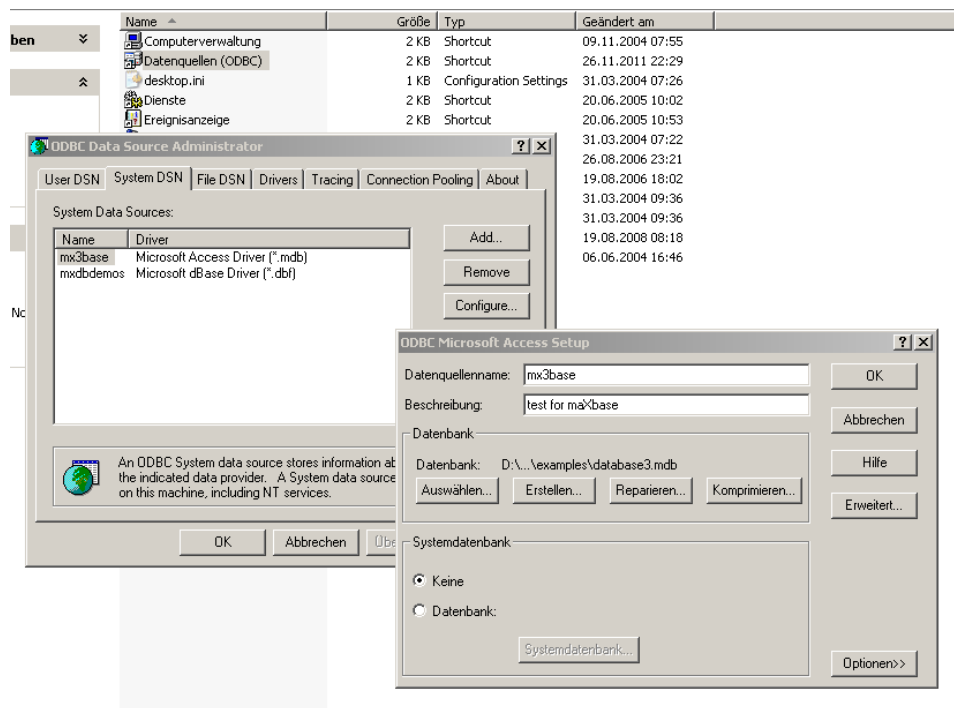 Name Größe Typ Geändert am
ben
Computerverwaltung 2 KB Shortcut 09.11.2004 07:55
Datenquellen (ODBC) 2 KB Shortcut 26.11.2011 22:29
desktop.ini 1 KB Configuration Settings 31.03.2004 07:26
Dienste 2 KB Shortcut 20.06.2005 10:02
Ereignisanzeige 2 KB Shortcut 20.06.2005 10:53
31.03.2004 07:22
26.08.2006 23:21
19.08.2006 18:02
31.03.2004 09:36
31.03.2004 09:36
19.08.2008 08:18
06.06.2004 16:46
ODBC Data Source Administrator
User DSN System DSN File DSN Drivers Tracing Connection Pooling About
System Data Sources:
Name Driver
mx3base Microsoft Access Driver (*.mdb)
mxdbdemos Microsoft dBase Driver (*.dbf)
Add...
Remove
Configure...
An ODBC System data source stores information ab
the indicated data provider. A System data source
on this machine, including NT services.
OK Abbrechen Übe
ODBC Microsoft Access Setup
Datenquellenname: mx3base
Beschreibung: test for maXbase
Datenbank
Datenbank: D:\...\examples\database3.mdb
Auswählen... Erstellen... Reparieren... Komprimieren...
Systemdatenbank
Keine
Datenbank:
Systemdatenbank...
OK
Abbrechen
Hilfe
Erweitert...
Optionen>>